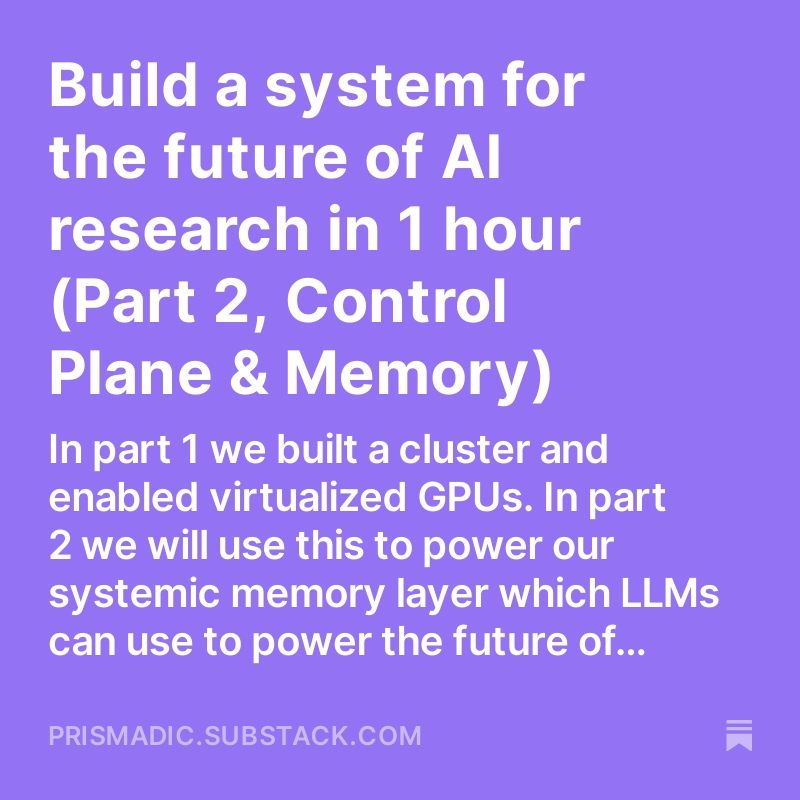 Build a system for
the future of AI
research in 1 hour
(Part 2, Control
Plane & Memory)
In part 1 we built a cluster and
enabled virtualized GPUs. In part
2 we will use this to power our
systemic memory layer which LLMs
can use to power the future of...
PRISMADIC.SUBSTACK.COM